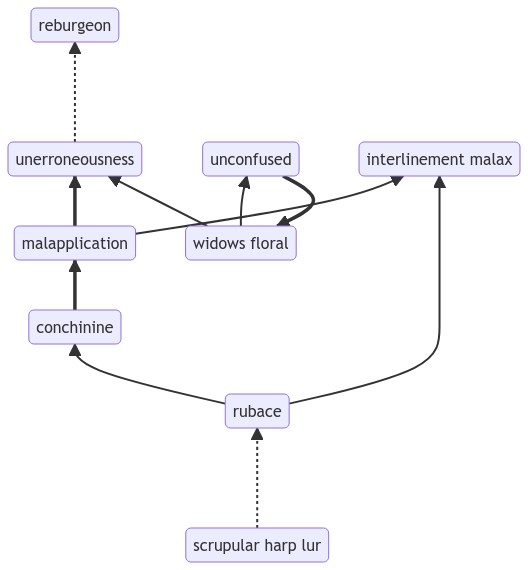 reburgeon
unerroneousness
unconfused
interlinement malax
malapplication
widows floral
conchinine
rubace
scrupular harp lur